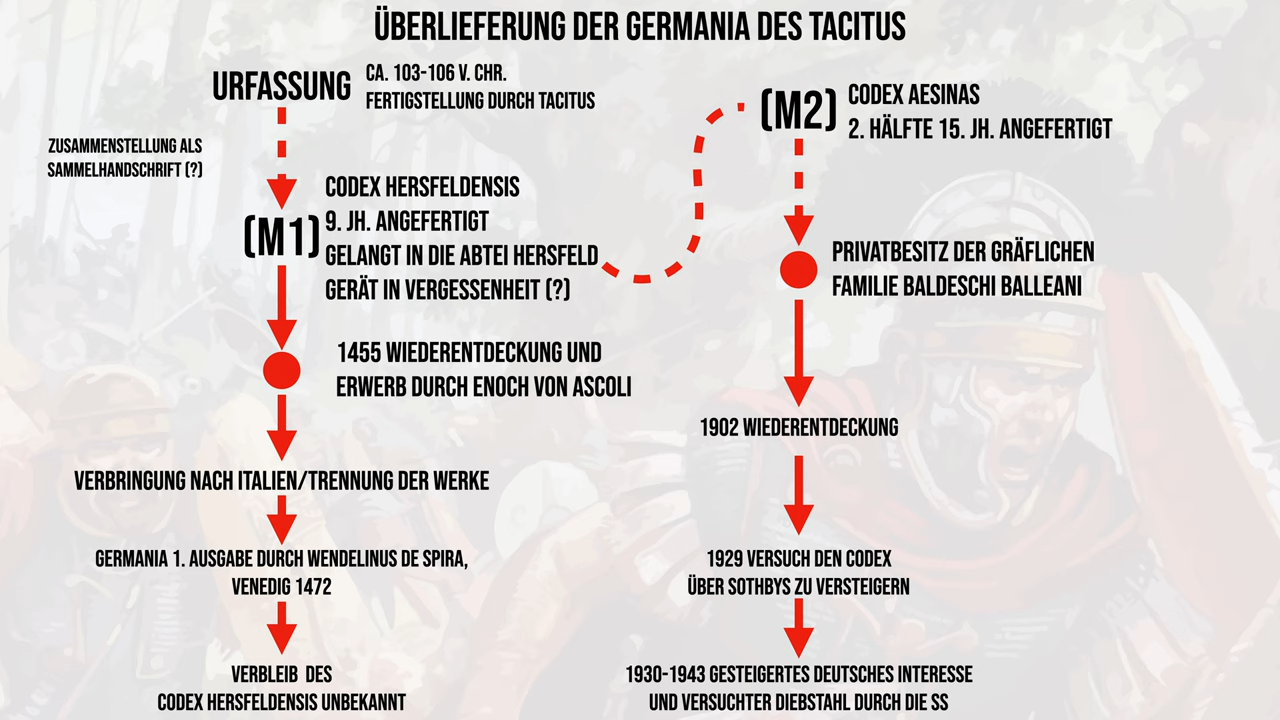 ÜBERLIEFERUNG DER GERMANIA DES TACITUS
URFASSUNG
CA. 103-106 V. CHR.
FERTIGSTELLUNG DURCH TACITUS
ZUSAMMENSTELLUNG ALS
SAMMELHANDSCHRIFT (?)
(M1)
CODEX HERSFELDENSIS
9. JH. ANGEFERTIGT
GELANGT IN DIE ABTEI HERSFELD
GERÄT IN VERGESSENHEIT (?)
1455 WIEDERENTDECKUNG UND
ERWERB DURCH ENOCH VON ASCOLI
VERBRINGUNG NACH ITALIEN/TRENNUNG DER WERKE
GERMANIA 1. AUSGABE DURCH WENDELINUS DE SPIRA,
VENEDIG 1472
VERBLEIB DES
CODEX HERSFELDENSIS UNBEKANNT
(M2)
CODEX AESINAS
2. HÄLFTE 15. JH. ANGEFERTIGT
PRIVATBESITZ DER GRÄFLICHEN
FAMILIE BALDESCHI BALLEANI
1902 WIEDERENTDECKUNG
1929 VERSUCH DEN CODEX
ÜBER SOTHBYS ZU VERSTEIGERN
1930-1943 GESTEIGERTES DEUTSCHES INTERESSE
UND VERSUCHTER DIEBSTAHL DURCH DIE SS